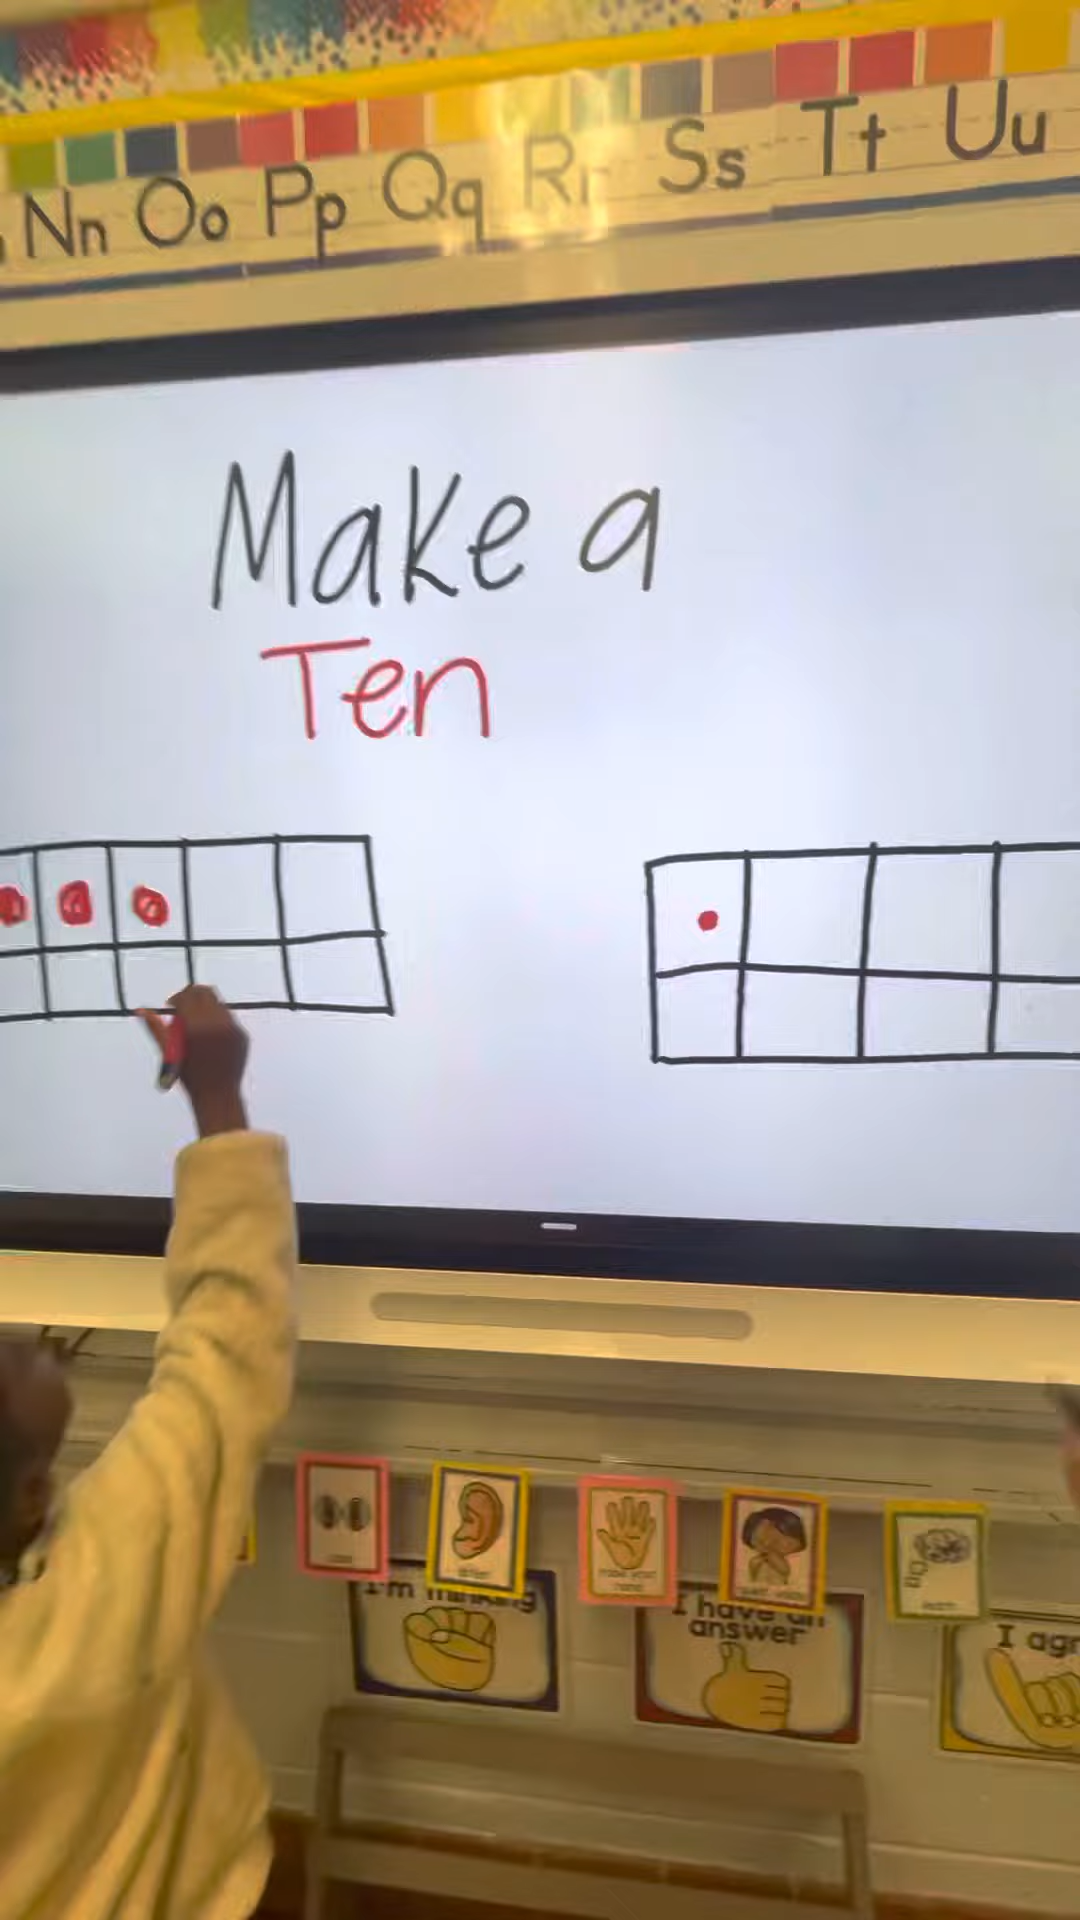 Nn Oo Pp Qq Rr Ss Tt Uu
Make a
Ten
I'm thinking
I have an
answer
I agr